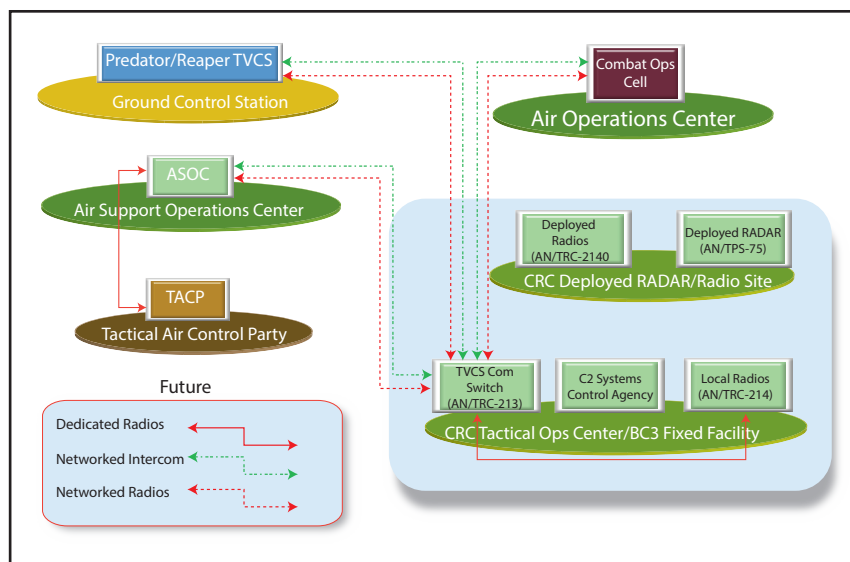 Predator/Reaper TVCS
Ground Control Station
Combat Ops
Cell
Air Operations Center
ASOC
Air Support Operations Center
Deployed
Radios
(AN/TRC-2140
Deployed RADAR
(AN/TPS-75)
CRC Deployed RADAR/Radio Site
TACP
Tactical Air Control Party
TVCS Com
Switch
(AN/TRC-213)
C2 Systems
Control Agency
Local Radios
(AN/TRC-214)
CRC Tactical Ops Center/BC3 Fixed Facility
Future
Dedicated Radios
Networked Intercom
Networked Radios